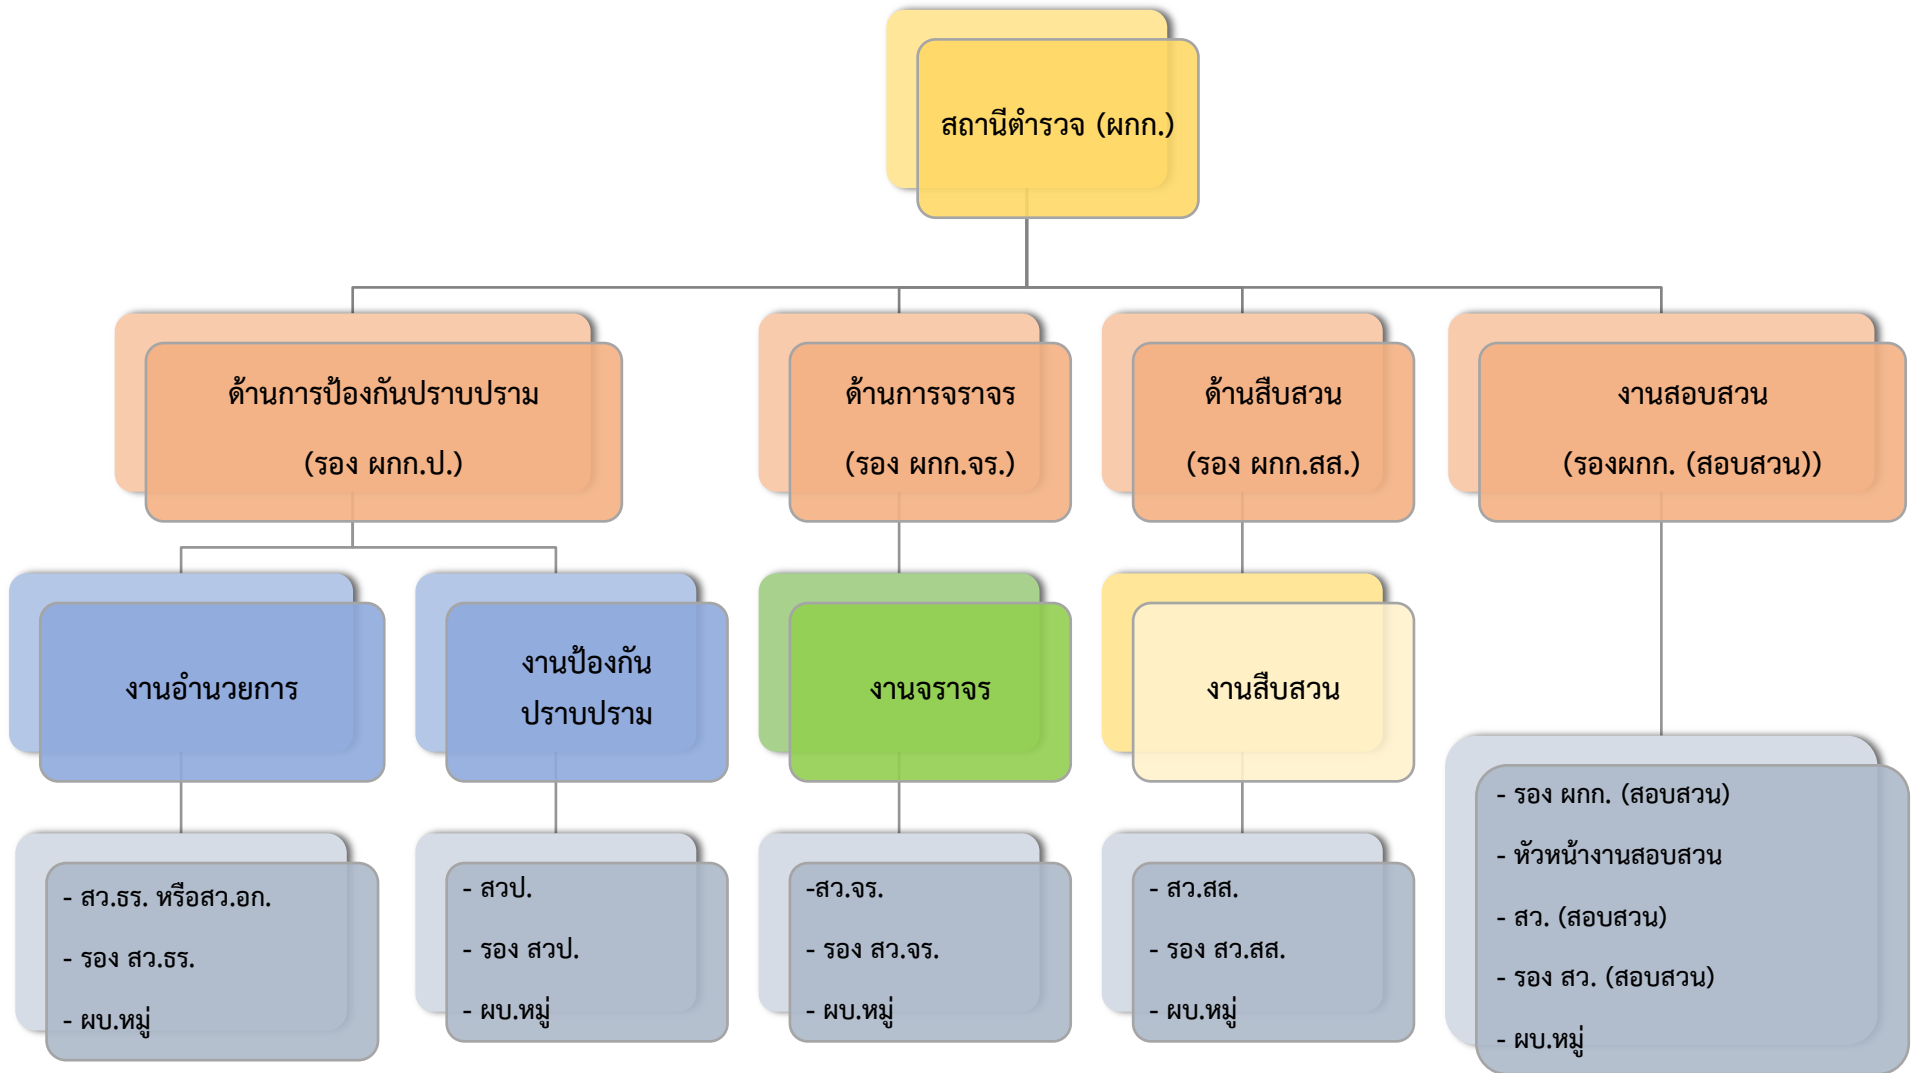 สถานีตำรวจ (ผกก.)
ด้านการป้องกันปราบปราม
(รอง ผกก.ป.)
ด้านการจราจร
(รอง ผกก.จร.)
ด้านสืบสวน
(รอง ผกก.สส.)
งานสอบสวน
(รองผกก. (สอบสวน))
งานอำนวยการ
งานป้องกัน
ปราบปราม
งานจราจร
งานสืบสวน
- สว.ธร. หรือสว.อก.
- รอง สว.ธร.
- ผบ.หมู่
- สวป.
- รอง สวป.
- ผบ.หมู่
-สว.จร.
- รอง สว.จร.
- ผบ.หมู่
- สว.สส.
- รอง สว.สส.
- ผบ.หมู่
- รอง ผกก. (สอบสวน)
- หัวหน้างานสอบสวน
- สว. (สอบสวน)
- รอง สว. (สอบสวน)
- ผบ.หมู่